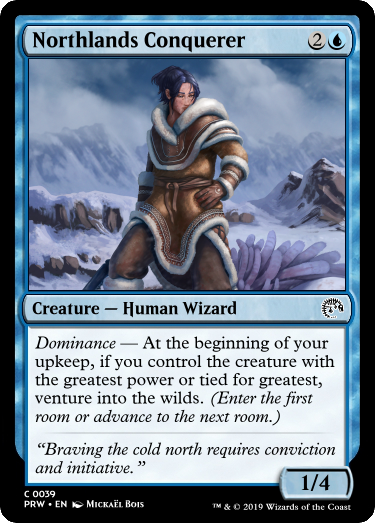 Northlands Conquerer 2
Creature — Human Wizard
Dominance — At the beginning of your
upkeep, if you control the creature with
the greatest power or tied for greatest,
venture into the wilds. (Enter the first
room or advance to the next room.)
“Braving the cold north requires conviction
and initiative.”
1/4
C 0039
PRW • EN Mickaël Bois
™ & © 2019 Wizards of the Coast